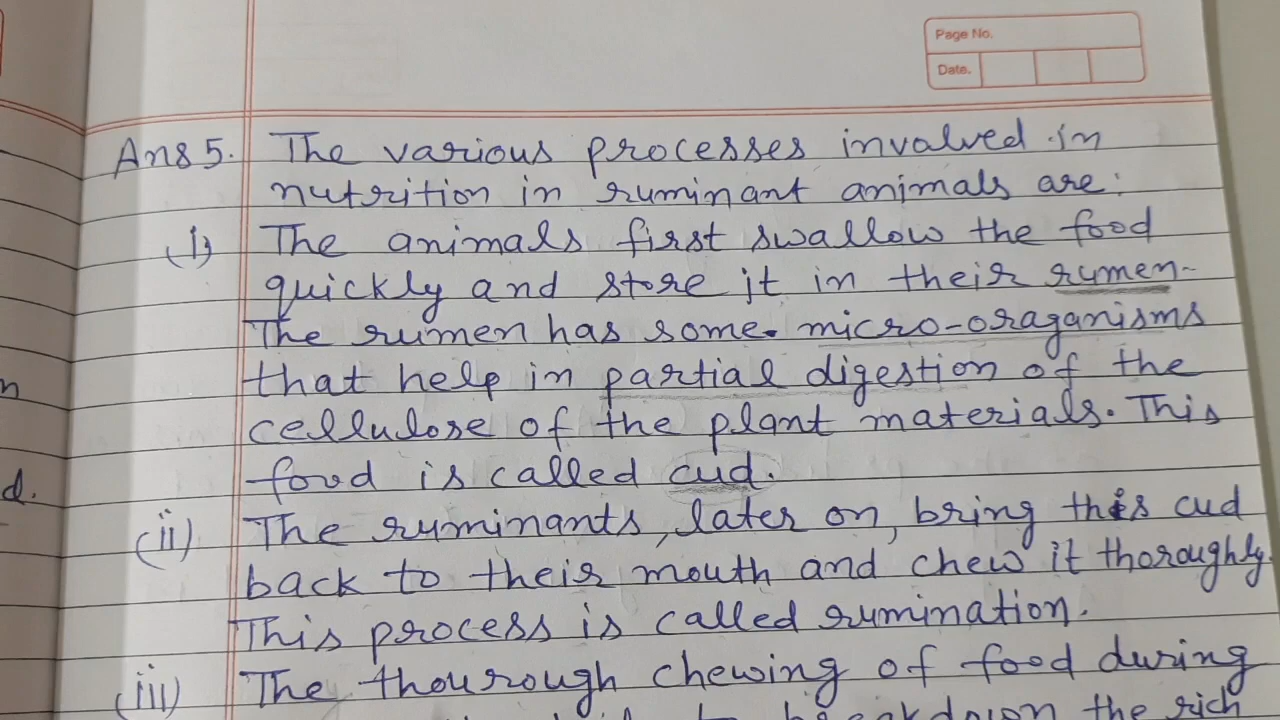 Page No.
Date.
Ans 5. The various processes involved in
nutrition in ruminant animals are:
(i) The animals first swallow the food
quickly and store it in their rumen.
The rumen has some micro-oraganisms
that help in partial digestion of the
cellulose of the plant materials. This
n
food is called cud.
d.
(ii) The ruminants, later on, bring this cud
back to their mouth and chew it thoroughly.
This process is called rumination.
(iii) The thourough chewing of food during
breakdown the rich